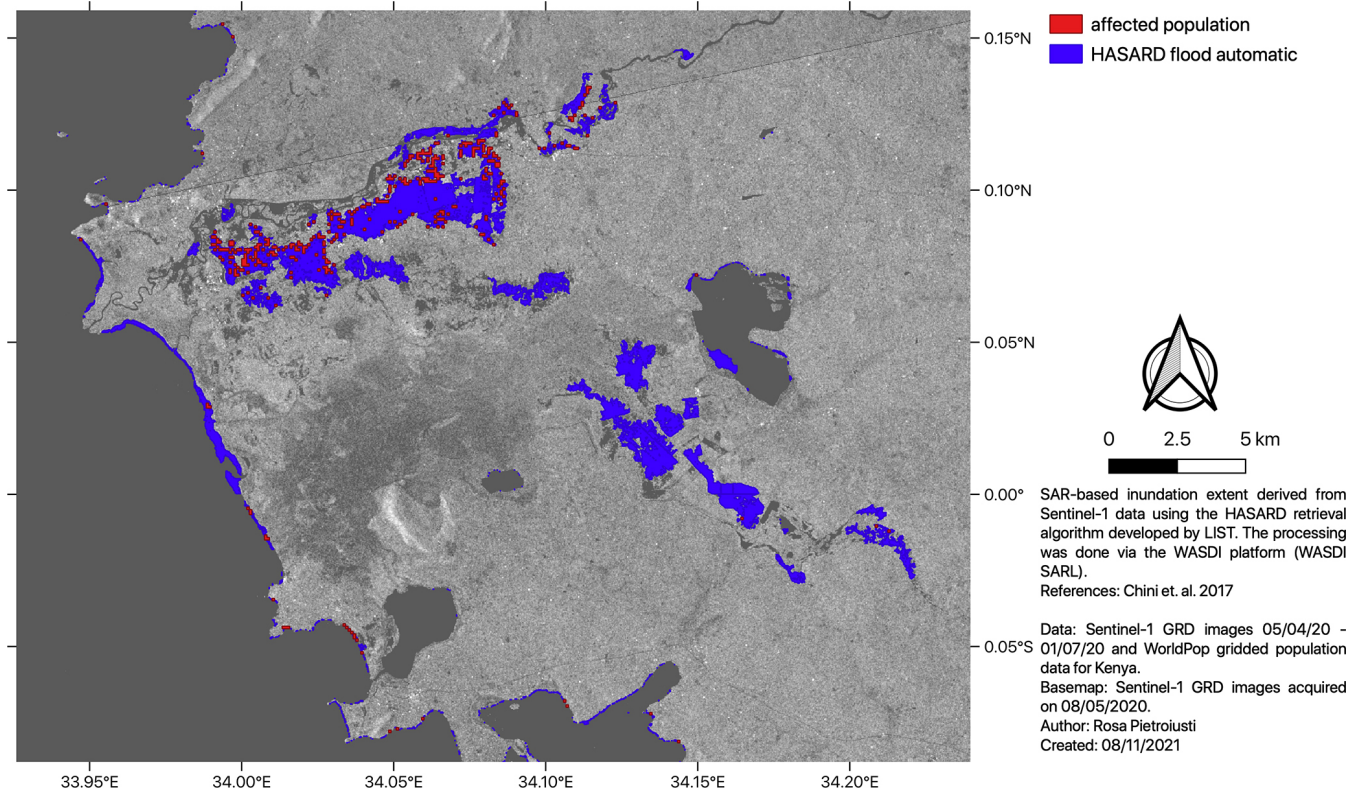 affected population
HASARD flood automatic
0.15°N
0.10°N
0.05°N
0.00°
0.05°S
0 2.5 5 km
SAR-based inundation extent derived from
Sentinel-1 data using the HASARD retrieval
algorithm developed by LIST. The processing
was done via the WASDI platform (WASDI
SARL).
References: Chini et. al. 2017
Data: Sentinel-1 GRD images 05/04/20 -
01/07/20 and WorldPop gridded population
data for Kenya.
Basemap: Sentinel-1 GRD images acquired
on 08/05/2020.
Author: Rosa Pietroiusti
Created: 08/11/2021
33.95°E 34.00°E 34.05°E 34.10°E 34.15°E 34.20°E